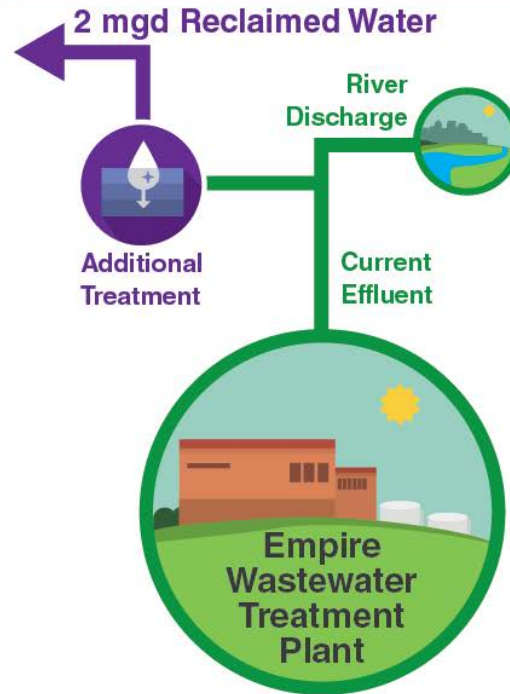 2 mgd Reclaimed Water
River
Discharge
Additional
Treatment
Current
Effluent
Empire
Wastewater
Treatment
Plant